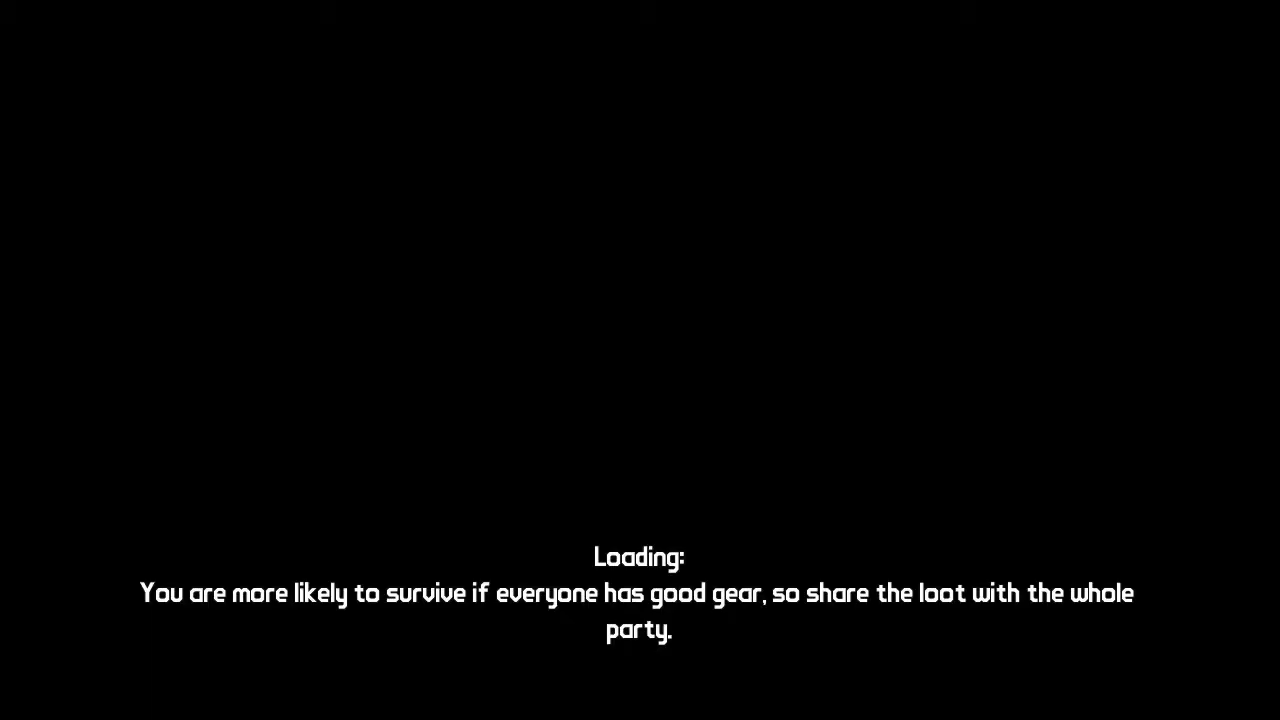 Loading:
You are more likely to survive if everyone has good gear, so share the loot with the whole
party.